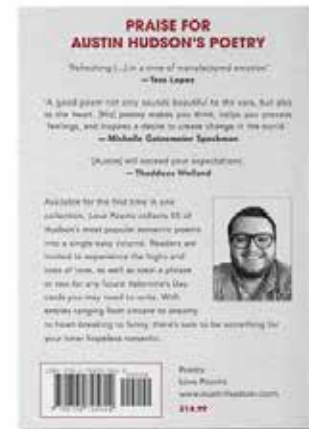 PRAISE FOR
AUSTIN HUDSON'S POETRY
"Refreshing [...] in a time of manufactured emotion"
— Tess Lopez
"A good poem not only sounds beautiful to the ears, but also
to the heart. [His] poetry makes you think, helps you process
feelings, and inspires a desire to create change in the world."
— Michelle Speckman
[Austin] will exceed your expectations.
— Thaddeus Welland
Available for the first time in one
collection, Love Poems collects 55 of
Hudson's most popular romantic poems
into a single easy volume. Readers are
invited to experience the highs and
lows of love, as well as steal a phrase
or two for any future Valentine's Day
cards you may need to write. With
entries ranging from sincere to steamy
to heart-breaking to funny, there's sure to be something for
your inner hopeless romantic.
Poetry
Love Poems
$14.99